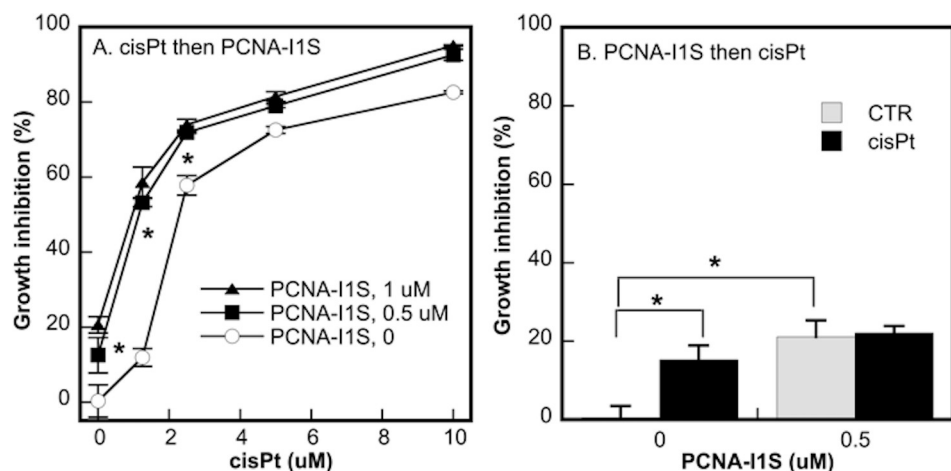 A. cisPt then PCNA-I1S
Growth inhibition (%)
100
80
60
40
20
0
*
*
*
PCNA-I1S, 1 uM
PCNA-I1S, 0.5 uM
PCNA-I1S, 0
0
2
4
6
8
10
cisPt (uM)
B. PCNA-I1S then cisPt
Growth inhibition (%)
100
80
60
40
20
0
CTR
cisPt
*
*
0
0.5
PCNA-I1S (uM)